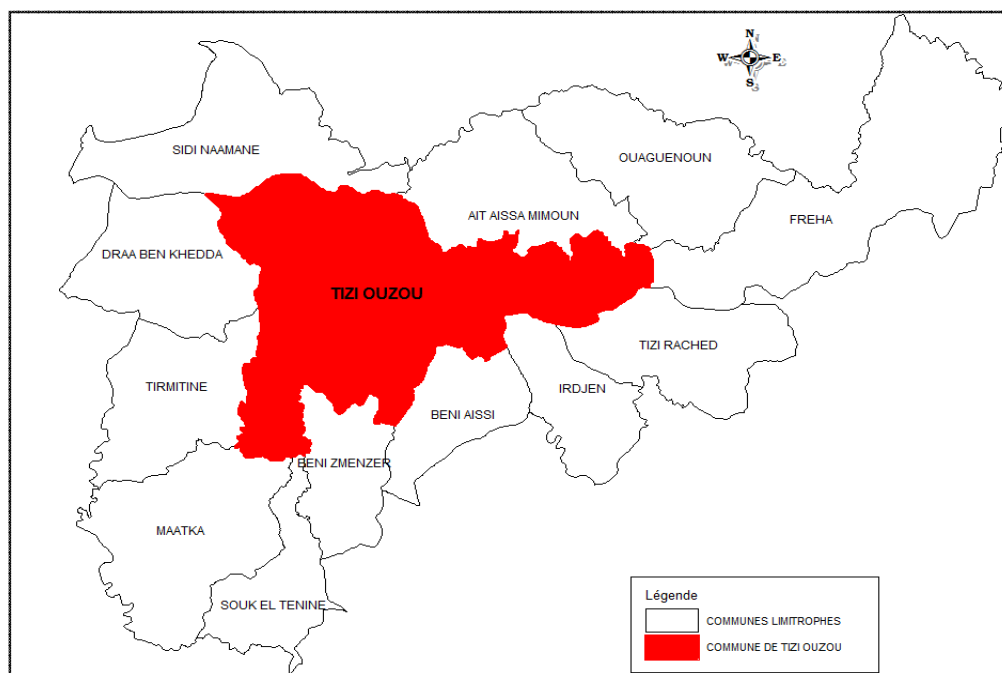 N
W E
S
SIDI NAAMANE
OUAGUENOUN
AIT AISSA MIMOUN
FREHA
DRAA BEN KHEDDA
TIZI OUZOU
TIZI RACHED
TIRMITINE
IRDJEN
BENI AISSI
BENI ZMENZER
MAATKA
SOUK EL TENINE
Légende
COMMUNES LIMITROPHES
COMMUNE DE TIZI OUZOU